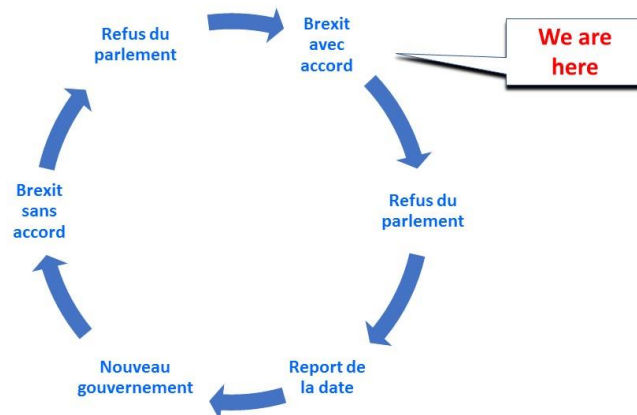 Refus du
parlement
Brexit
avec
accord
We are
here
Refus du
parlement
Report de
la date
Nouveau
gouvernement
Brexit
sans
accord